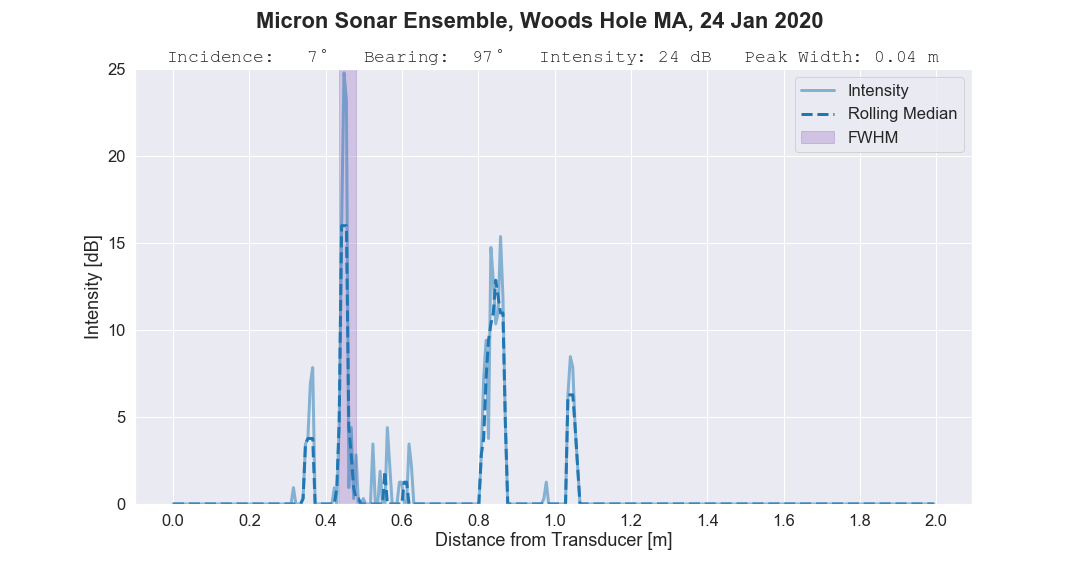 Micron Sonar Ensemble, Woods Hole MA, 24 Jan 2020
Incidence: 7° Bearing: 97° Intensity: 24 dB Peak Width: 0.04 m
Intensity
Rolling Median
FWHM
25
20
15
10
5
0
Intensity [dB]
0.0 0.2 0.4 0.6 0.8 1.0 1.2 1.4 1.6 1.8 2.0
Distance from Transducer [m]